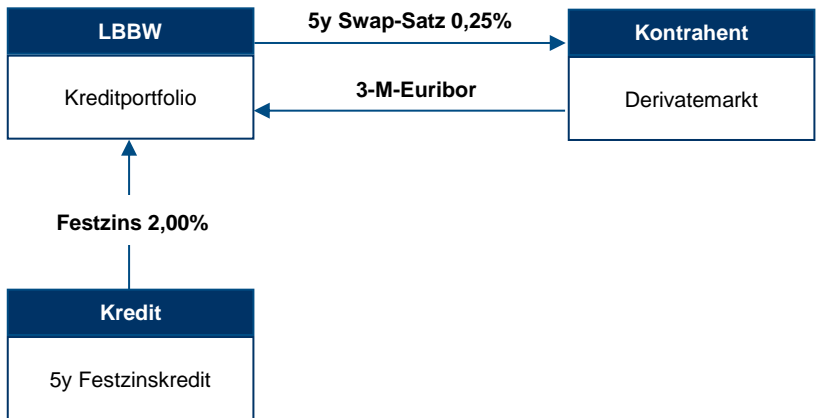 LBBW
Kreditportfolio
5y Swap-Satz 0,25%
3-M-Euribor
Kontrahent
Derivatemarkt
Festzins 2,00%
Kredit
5y Festzinskredit